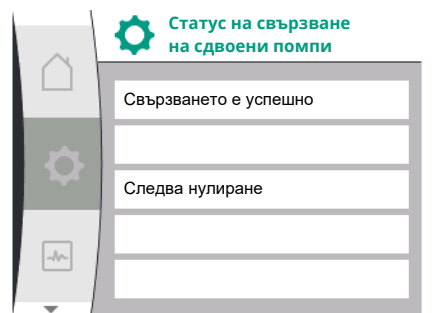 Статус на свързване
на сдвоени помпи
Свързването е успешно
Следва нулиране